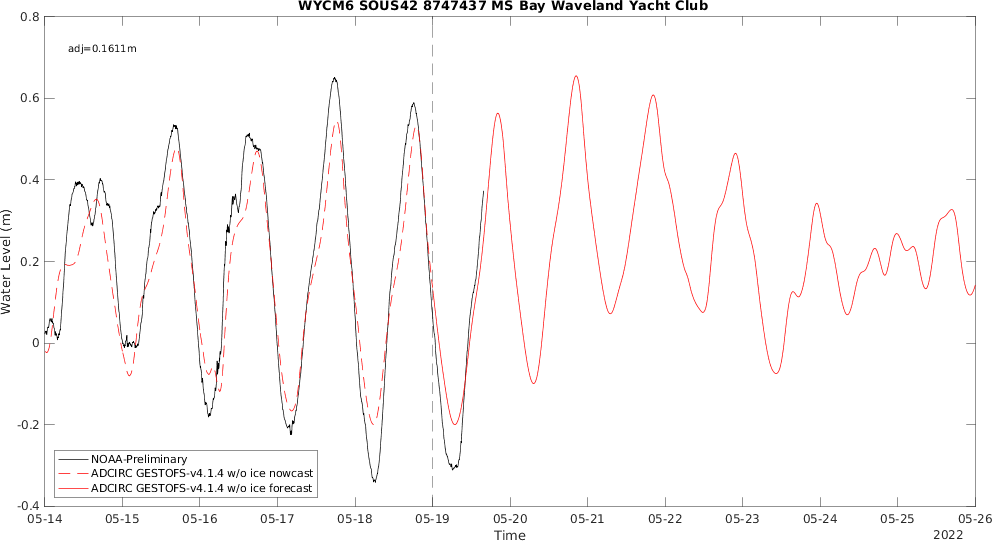 WYCM6 SOUS42 8747437 MS Bay Waveland Yacht Club
adj=0.1611m
0.8
0.6
0.4
0.2
0
-0.2
-0.4
Water Level (m)
NOAA-Preliminary
ADCIRC GESTOFS-v4.1.4 w/o ice nowcast
ADCIRC GESTOFS-v4.1.4 w/o ice forecast
05-14 05-15 05-16 05-17 05-18 05-19 05-20 05-21 05-22 05-23 05-24 05-25 05-26
Time
2022